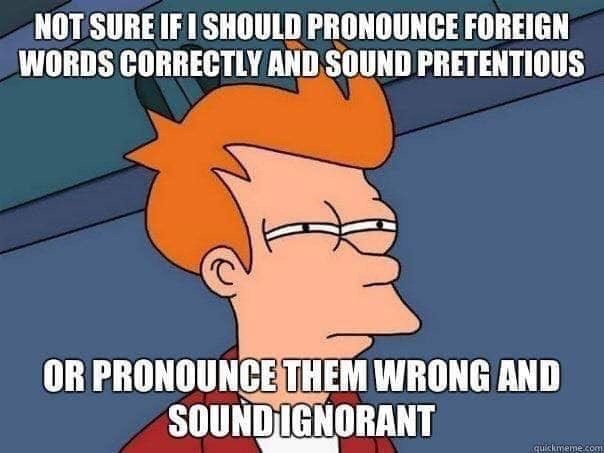 NOT SURE IF I SHOULD PRONOUNCE FOREIGN
WORDS CORRECTLY AND SOUND PRETENTIOUS
OR PRONOUNCE THEM WRONG AND
SOUND IGNORANT
quickmeme.com